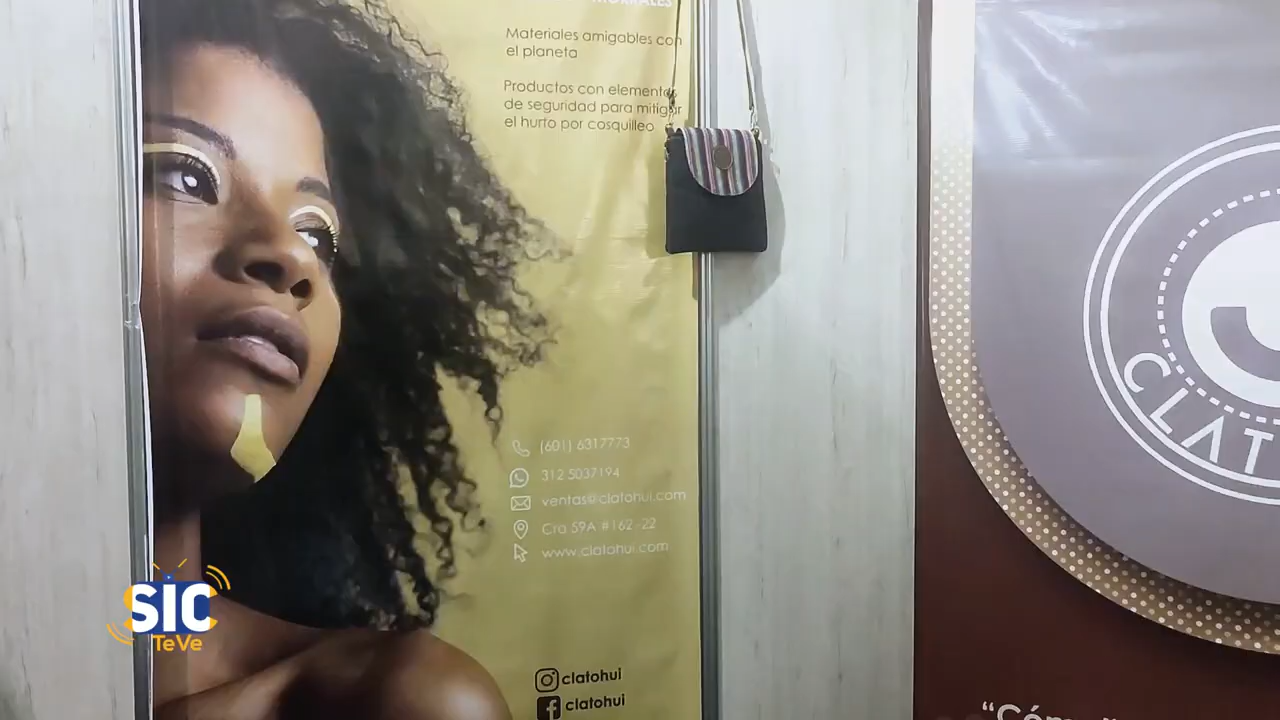 MORRALES
Materiales amigables con
el planeta
Productos con elementos
de seguridad para mitigar
el hurto por cosquilleo
(601) 6317773
312 5037194
ventas@clatohui.com
Cra 59A #162-22
www.clatohui.com
clatohui
clatohui
CLAT
SIC
TeVe